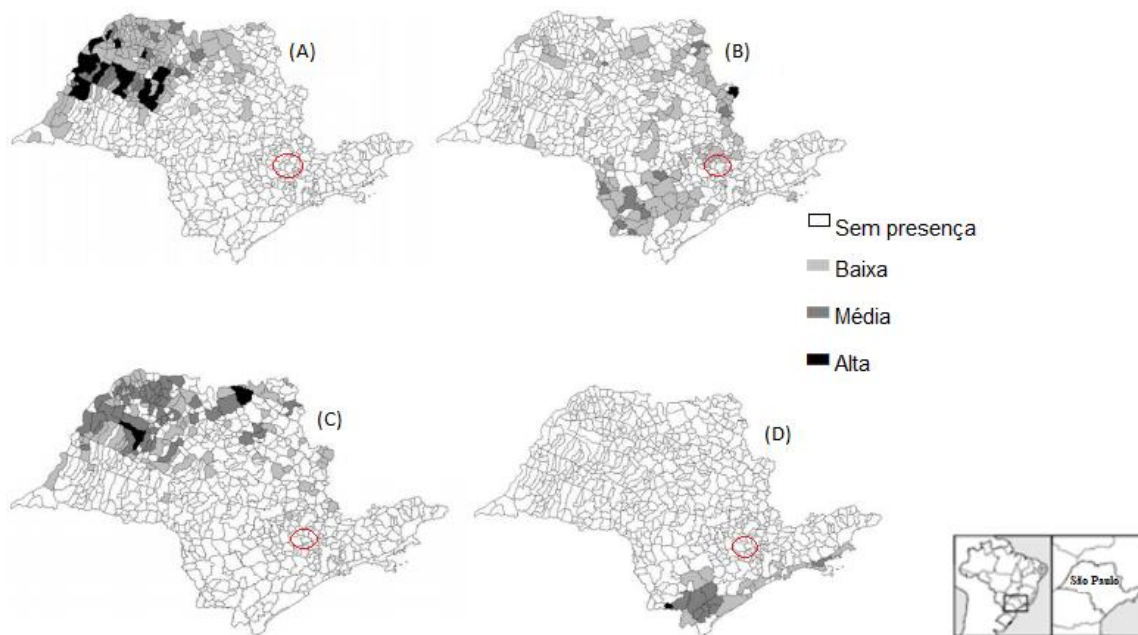 (A)
(B)
Sem presença
Baixa
Média
Alta
(C)
(D)
São Paulo